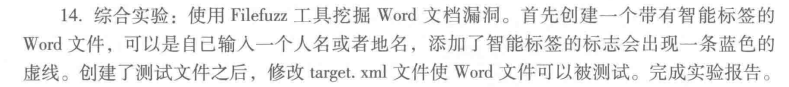 14. 综合实验：使用 Filefuzz 工具挖掘 Word 文档漏洞。首先创建一个带有智能标签的
Word 文件，可以是自己输入一个人名或者地名，添加了智能标签的标志会出现一条蓝色的
虚线。创建了测试文件之后，修改 target. xml 文件使 Word 文件可以被测试。完成实验报告。